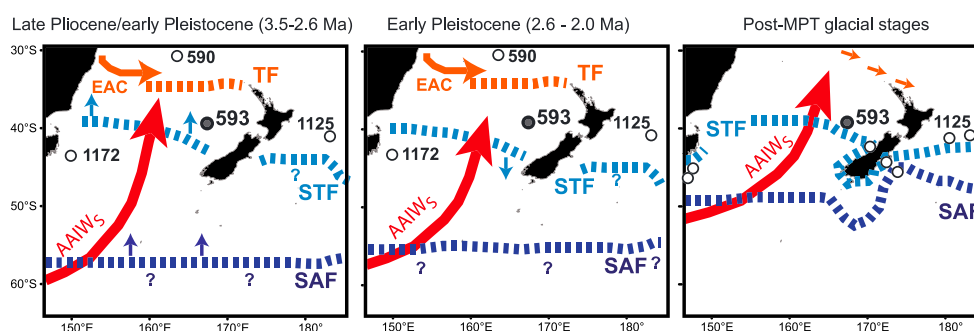 Late Pliocene/early Pleistocene (3.5-2.6 Ma)
Early Pleistocene (2.6 - 2.0 Ma)
Post-MPT glacial stages
30°S
40°S
50°S
60°S
590
EAC
TF
593
1125
1172
STF
?
AAIWS
SAF
?
?
150°E
160°E
170°E
180°
590
EAC
TF
593
1125
1172
STF
?
AAIWS
SAF
?
?
?
150°E
160°E
170°E
180°
593
1125
STF
AAIWS
SAF
150°E
160°E
170°E
180°